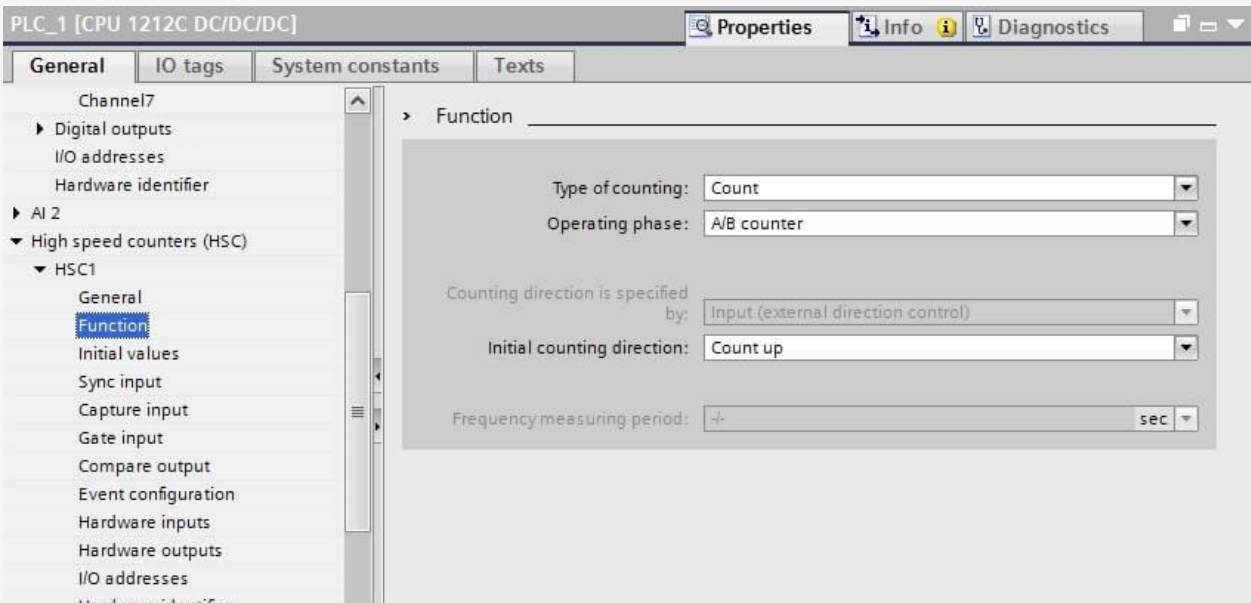 PLC_1 [CPU 1212C DC/DC/DC]
Properties
Info
Diagnostics
General
IO tags
System constants
Texts
Channel7
Digital outputs
I/O addresses
Hardware identifier
AI 2
High speed counters (HSC)
HSC1
General
Function
Initial values
Sync input
Capture input
Gate input
Compare output
Event configuration
Hardware inputs
Hardware outputs
I/O addresses
Function
Type of counting: Count
Operating phase: A/B counter
Counting direction is specified
by: Input (external direction control)
Initial counting direction: Count up
Frequency measuring period: -/- sec